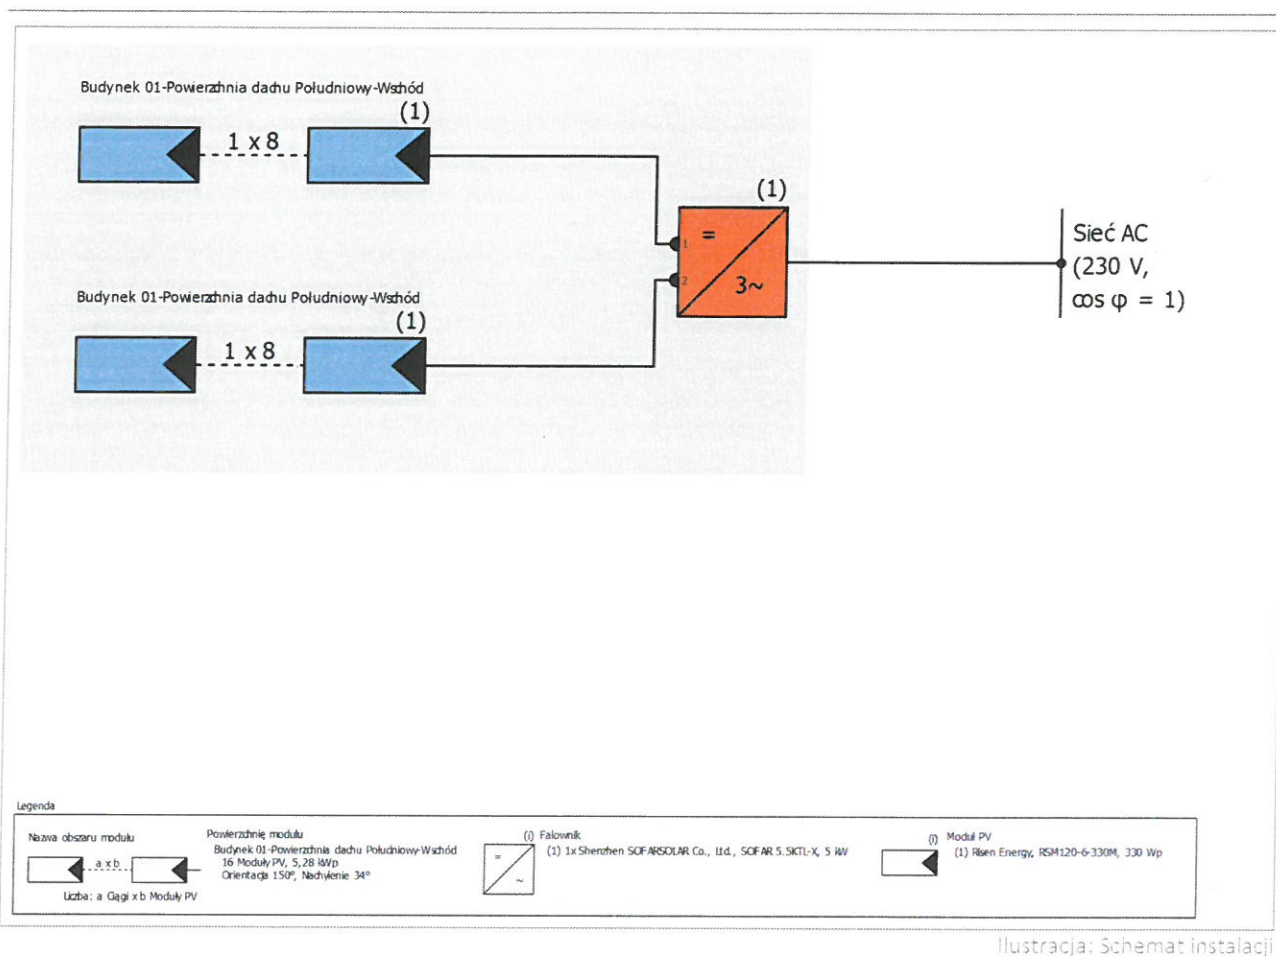 Budynek 01-Powierzchnia dachu Południowy-Wschód
(1)
1 x 8
(1)
=
1
2
3~
Sieć AC
(230 V,
cos φ = 1)
Budynek 01-Powierzchnia dachu Południowy-Wschód
(1)
1 x 8
Legenda
Nazwa obszaru modułu
a x b
Liczba: a Ciągi x b Moduły PV
Powierzchnię modułu
Budynek 01-Powierzchnia dachu Południowy-Wschód
16 Moduły PV, 5,28 kWp
Orientacja 150°, Nachylenie 34°
=
~
(i) Falownik
(1) 1x Shenzhen SOFARSOLAR Co., Ltd., SOFAR 5.5KTL-X, 5 kW
(i) Moduł PV
(1) Risen Energy, RSM120-6-330M, 330 Wp
Ilustracja: Schemat instalacji